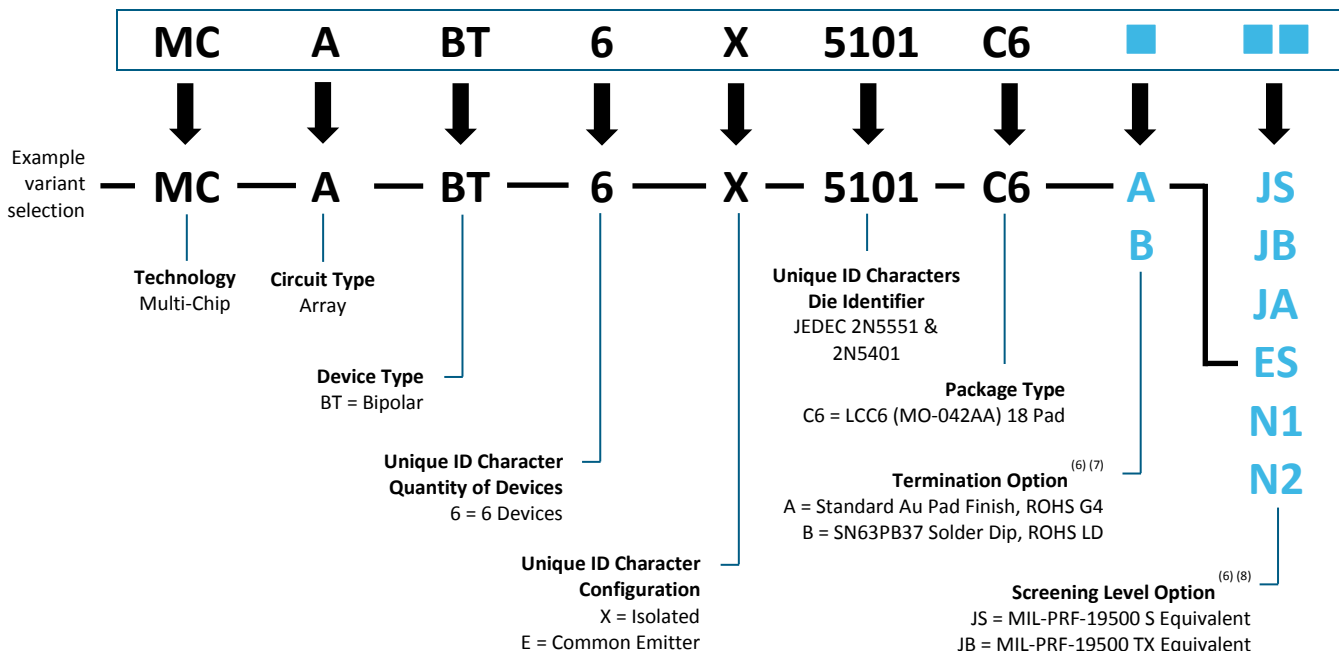 MC A BT 6 X 5101 C6
Example
variant
selection
MC A BT 6 X 5101 C6 A JS
B
JB
JA
ES
N1
N2
Technology
Multi-Chip
Circuit Type
Array
Device Type
BT = Bipolar
Unique ID Character
Quantity of Devices
6 = 6 Devices
Unique ID Character
Configuration
X = Isolated
E = Common Emitter
Unique ID Characters
Die Identifier
JEDEC 2N5551 &
2N5401
Package Type
C6 = LCC6 (MO-042AA) 18 Pad
Termination Option (6) (7)
A = Standard Au Pad Finish, ROHS G4
B = SN63PB37 Solder Dip, ROHS LD
Screening Level Option (6) (8)
JS = MIL-PRF-19500 S Equivalent
JB = MIL-PRF-19500 TX Equivalent